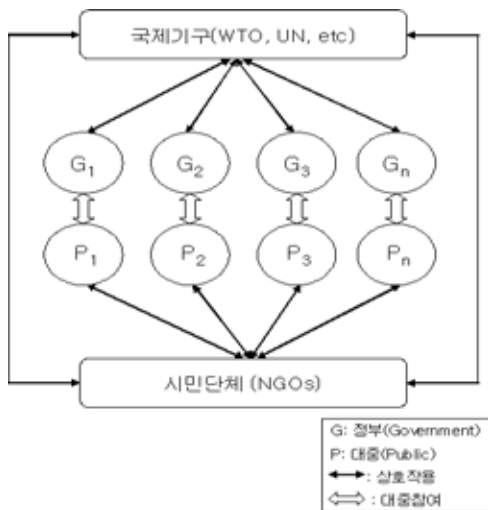 국제기구(WTO, UN, etc)
G₁ G₂ G₃ Gₙ
P₁ P₂ P₃ Pₙ
시민단체 (NGOs)
G: 정부(Government)
P: 대중(Public)
: 상호작용
: 대중참여